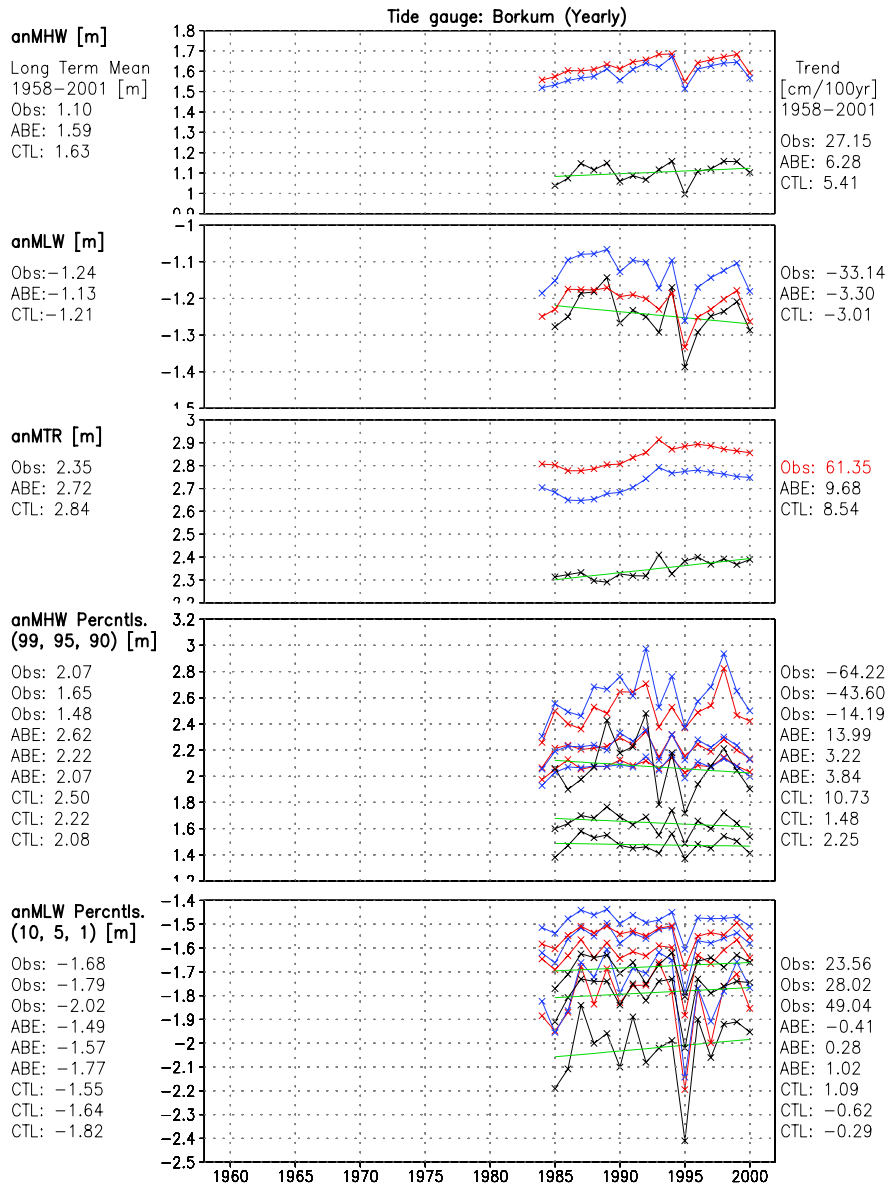 Tide gauge: Borkum (Yearly)
anMHW [m]
Long Term Mean
1958−2001 [m]
Obs: 1.10
ABE: 1.59
CTL: 1.63
1.8
1.7
1.6
1.5
1.4
1.3
1.2
1.1
1
0.9
Trend
[cm/100yr]
1958−2001
Obs: 27.15
ABE: 6.28
CTL: 5.41
anMLW [m]
Obs:−1.24
ABE:−1.13
CTL:−1.21
−1
−1.1
−1.2
−1.3
−1.4
−1.5
Obs: −33.14
ABE: −3.30
CTL: −3.01
anMTR [m]
Obs: 2.35
ABE: 2.72
CTL: 2.84
3
2.9
2.8
2.7
2.6
2.5
2.4
2.3
2.2
Obs: 61.35
ABE: 9.68
CTL: 8.54
anMHW Percntls.
(99, 95, 90) [m]
Obs: 2.07
Obs: 1.65
Obs: 1.48
ABE: 2.62
ABE: 2.22
ABE: 2.07
CTL: 2.50
CTL: 2.22
CTL: 2.08
3.2
3
2.8
2.6
2.4
2.2
2
1.8
1.6
1.4
1.2
Obs: −64.22
Obs: −43.60
Obs: −14.19
ABE: 13.99
ABE: 3.22
ABE: 3.84
CTL: 10.73
CTL: 1.48
CTL: 2.25
anMLW Percntls.
(10, 5, 1) [m]
Obs: −1.68
Obs: −1.79
Obs: −2.02
ABE: −1.49
ABE: −1.57
ABE: −1.77
CTL: −1.55
CTL: −1.64
CTL: −1.82
−1.4
−1.5
−1.6
−1.7
−1.8
−1.9
−2
−2.1
−2.2
−2.3
−2.4
−2.5
Obs: 23.56
Obs: 28.02
Obs: 49.04
ABE: −0.41
ABE: 0.28
ABE: 1.02
CTL: 1.09
CTL: −0.62
CTL: −0.29
1960 1965 1970 1975 1980 1985 1990 1995 2000